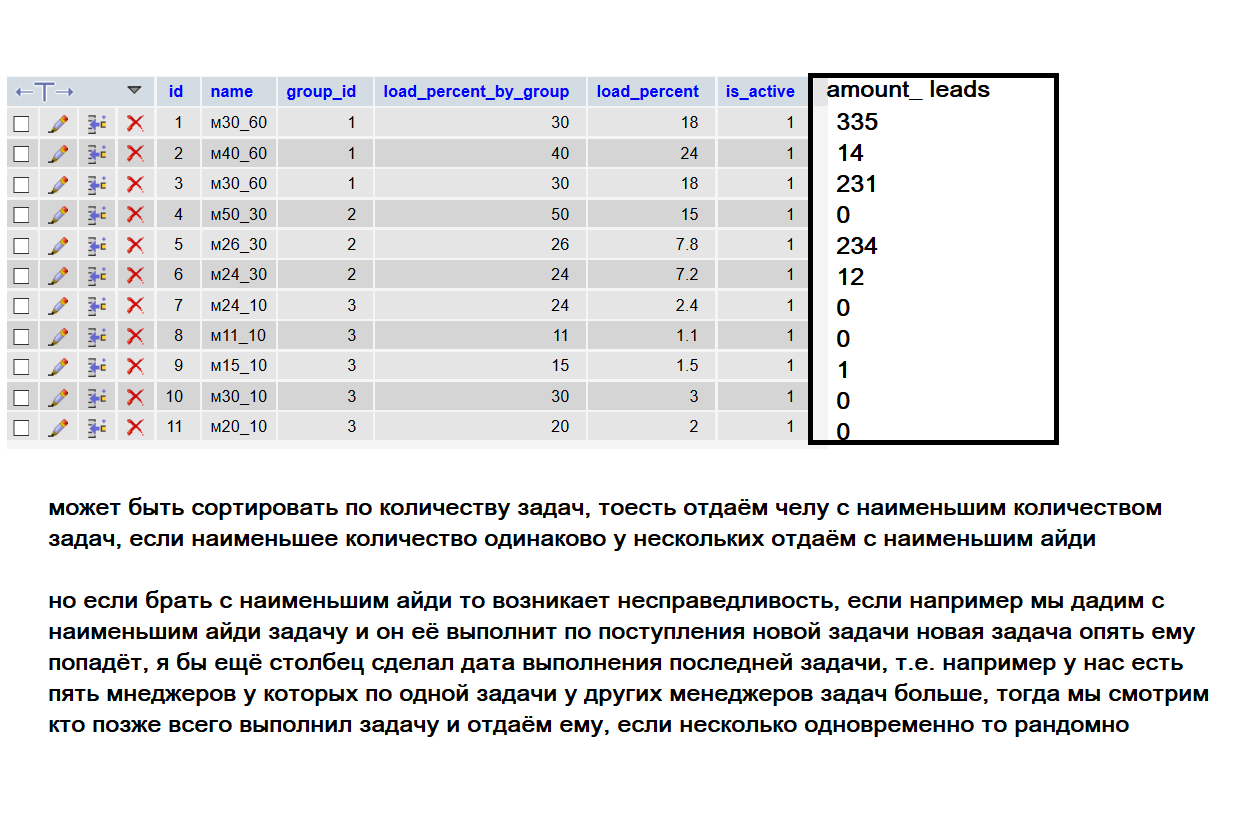 id name group_id load_percent_by_group load_percent is_active amount_ leads
1 м30_60 1 30 18 1 335
2 м40_60 1 40 24 1 14
3 м30_60 1 30 18 1 231
4 м50_30 2 50 15 1 0
5 м26_30 2 26 7.8 1 234
6 м24_30 2 24 7.2 1 12
7 м24_10 3 24 2.4 1 0
8 м11_10 3 11 1.1 1 0
9 м15_10 3 15 1.5 1 1
10 м30_10 3 30 3 1 0
11 м20_10 3 20 2 1 0
может быть сортировать по количеству задач, тоесть отдаём челу с наименьшим количеством
задач, если наименьшее количество одинаково у нескольких отдаём с наименьшим айди
но если брать с наименьшим айди то возникает несправедливость, если например мы дадим с
наименьшим айди задачу и он её выполнит по поступления новой задачи новая задача опять ему
попадёт, я бы ещё столбец сделал дата выполнения последней задачи, т.е. например у нас есть
пять мнеджеров у которых по одной задачи у других менеджеров задач больше, тогда мы смотрим
кто позже всего выполнил задачу и отдаём ему, если несколько одновременно то рандомно